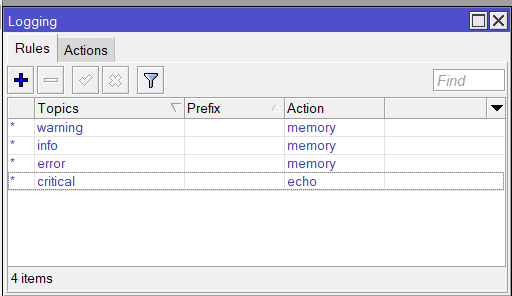 Logging
Rules Actions
Find
Topics Prefix Action
* warning memory
* info memory
* error memory
* critical echo
4 items